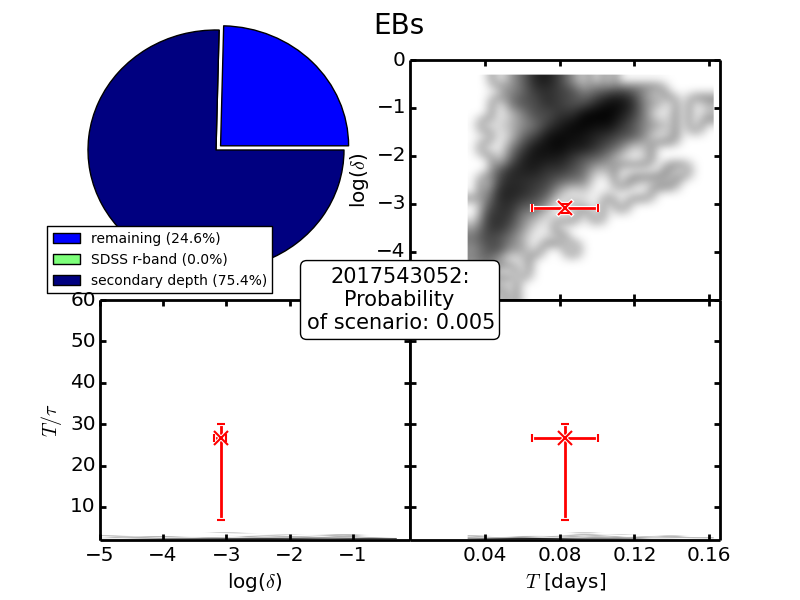 EBs
remaining (24.6%)
SDSS r-band (0.0%)
secondary depth (75.4%)
0
−1
−2
−3
−4
log(δ)
2017543052:
Probability
of scenario: 0.005
60
50
40
30
20
10
T/τ
−5 −4 −3 −2 −1
log(δ)
0.04 0.08 0.12 0.16
T [days]